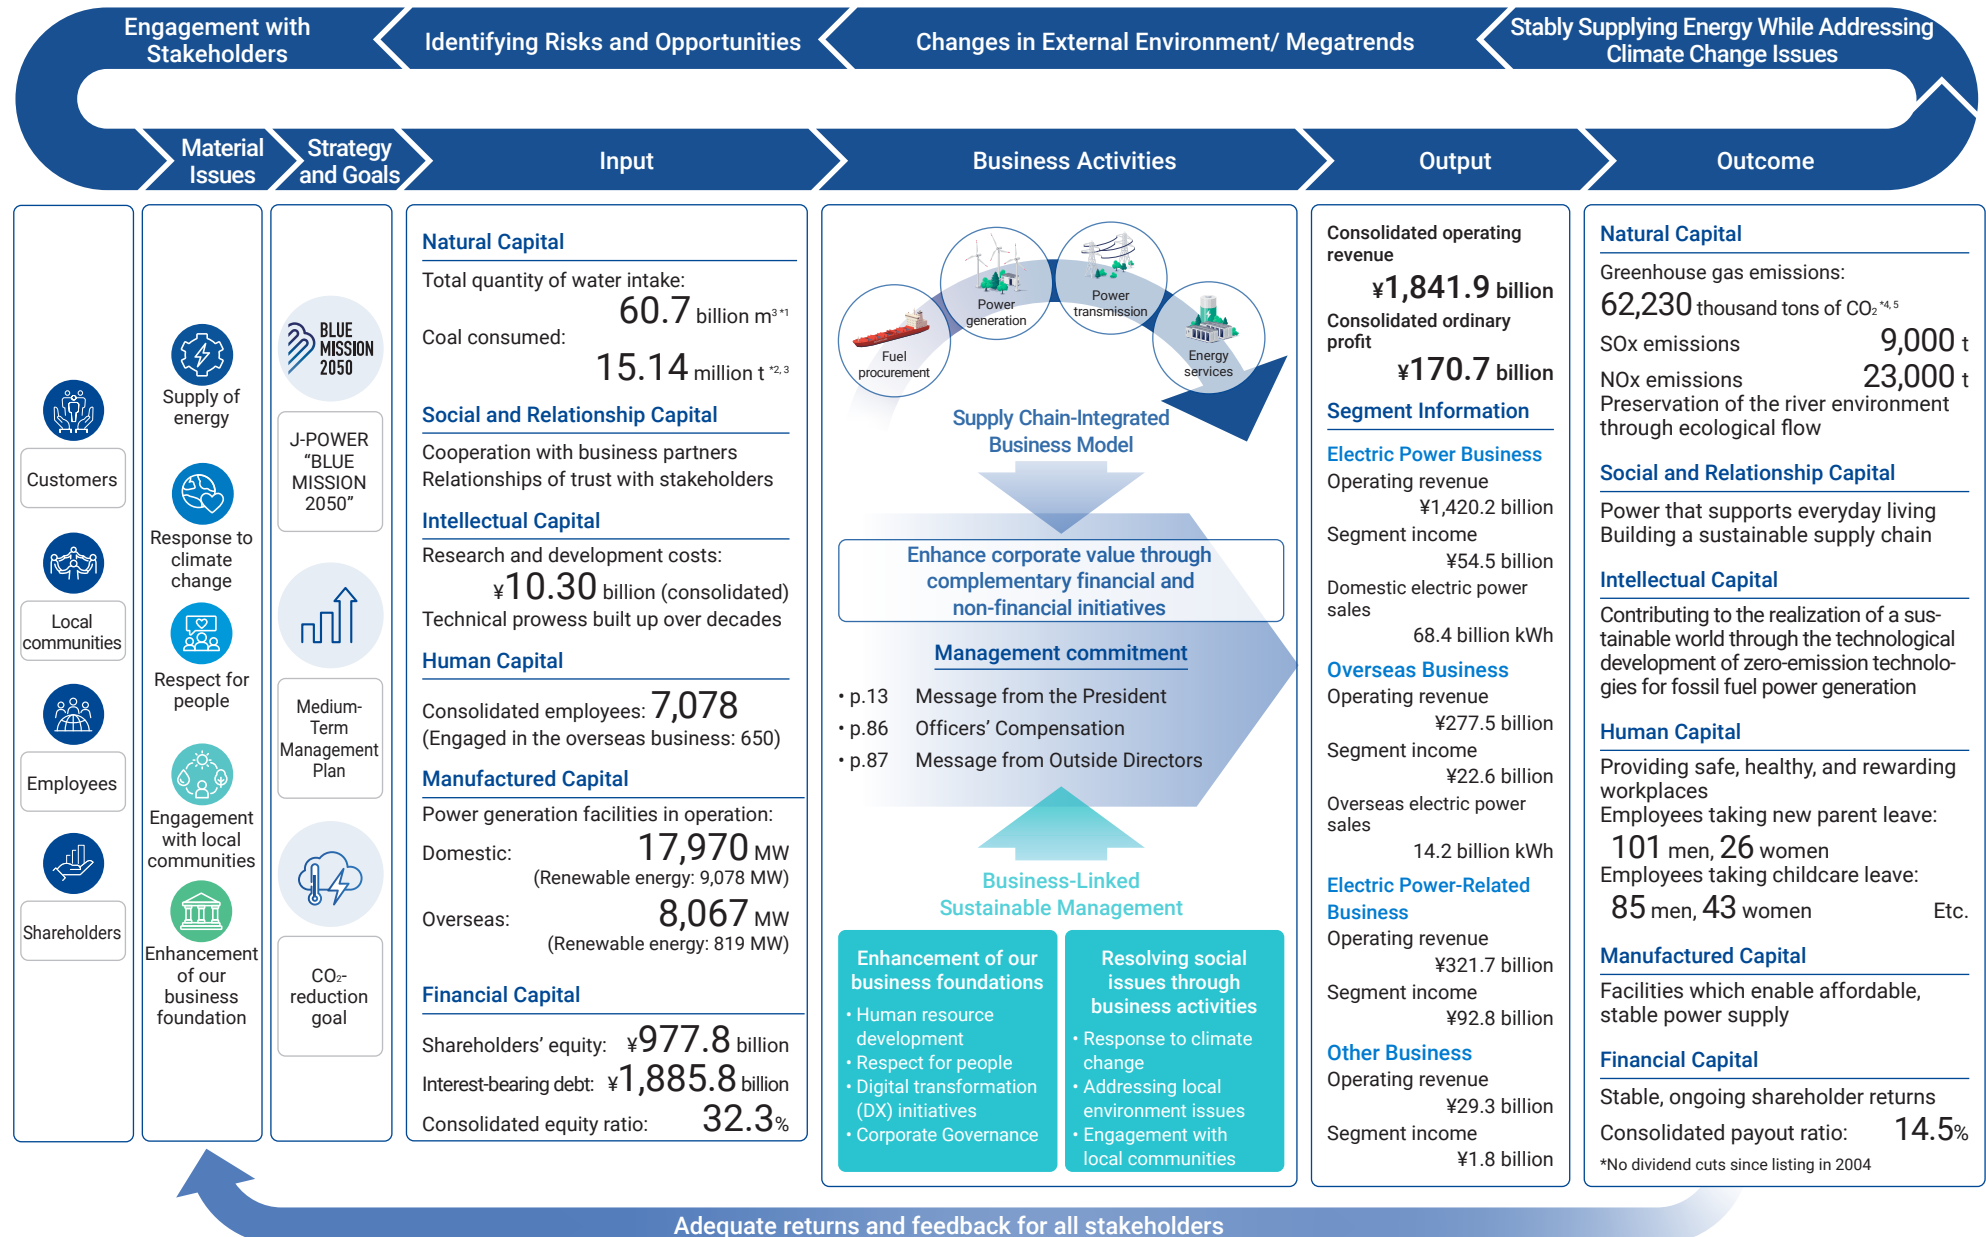 Engagement with
Stakeholders
Identifying Risks and Opportunities
Changes in External Environment/ Megatrends
Stably Supplying Energy While Addressing
Climate Change Issues
Material
Issues
Strategy
and Goals
Input
Business Activities
Output
Outcome
Customers
Local
communities
Employees
Shareholders
Supply of
energy
Response to
climate
change
Respect for
people
Engagement
with local
communities
Enhancement
of our
business
foundation
BLUE
MISSION
2050
J-POWER
“BLUE
MISSION
2050”
Medium-
Term
Management
Plan
CO₂-
reduction
goal
Natural Capital
Total quantity of water intake:
60.7 billion m³ *1
Coal consumed:
15.14 million t *2, 3
Social and Relationship Capital
Cooperation with business partners
Relationships of trust with stakeholders
Intellectual Capital
Research and development costs:
¥10.30 billion (consolidated)
Technical prowess built up over decades
Human Capital
Consolidated employees: 7,078
(Engaged in the overseas business: 650)
Manufactured Capital
Power generation facilities in operation:
Domestic: 17,970 MW
(Renewable energy: 9,078 MW)
Overseas: 8,067 MW
(Renewable energy: 819 MW)
Financial Capital
Shareholders’ equity: ¥977.8 billion
Interest-bearing debt: ¥1,885.8 billion
Consolidated equity ratio: 32.3%
Fuel
procurement
Power
generation
Power
transmission
Energy
services
Supply Chain-Integrated
Business Model
Enhance corporate value through
complementary financial and
non-financial initiatives
Management commitment
• p.13 Message from the President
• p.86 Officers’ Compensation
• p.87 Message from Outside Directors
Business-Linked
Sustainable Management
Enhancement of our
business foundations
• Human resource
development
• Respect for people
• Digital transformation
(DX) initiatives
• Corporate Governance
Resolving social
issues through
business activities
• Response to climate
change
• Addressing local
environment issues
• Engagement with
local communities
Consolidated operating
revenue
¥1,841.9 billion
Consolidated ordinary
profit
¥170.7 billion
Segment Information
Electric Power Business
Operating revenue
¥1,420.2 billion
Segment income
¥54.5 billion
Domestic electric power
sales
68.4 billion kWh
Overseas Business
Operating revenue
¥277.5 billion
Segment income
¥22.6 billion
Overseas electric power
sales
14.2 billion kWh
Electric Power-Related
Business
Operating revenue
¥321.7 billion
Segment income
¥92.8 billion
Other Business
Operating revenue
¥29.3 billion
Segment income
¥1.8 billion
Natural Capital
Greenhouse gas emissions:
62,230 thousand tons of CO₂ *4, 5
SOx emissions 9,000 t
NOx emissions 23,000 t
Preservation of the river environment
through ecological flow
Social and Relationship Capital
Power that supports everyday living
Building a sustainable supply chain
Intellectual Capital
Contributing to the realization of a sus-
tainable world through the technological
development of zero-emission technolo-
gies for fossil fuel power generation
Human Capital
Providing safe, healthy, and rewarding
workplaces
Employees taking new parent leave:
101 men, 26 women
Employees taking childcare leave:
85 men, 43 women Etc.
Manufactured Capital
Facilities which enable affordable,
stable power supply
Financial Capital
Stable, ongoing shareholder returns
Consolidated payout ratio: 14.5%
*No dividend cuts since listing in 2004
Adequate returns and feedback for all stakeholders